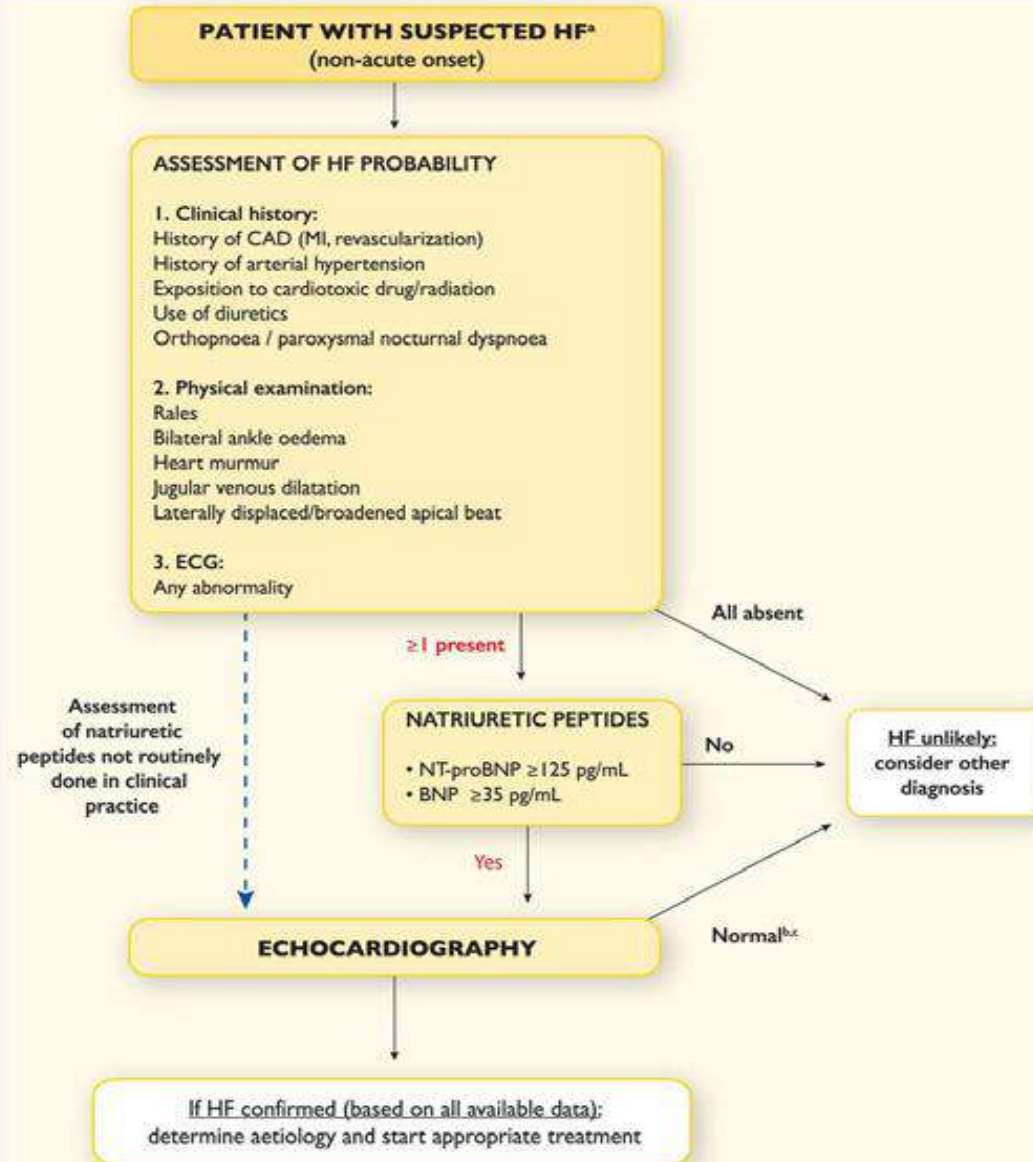 PATIENT WITH SUSPECTED HFᵃ
(non-acute onset)
ASSESSMENT OF HF PROBABILITY
1. Clinical history:
History of CAD (MI, revascularization)
History of arterial hypertension
Exposition to cardiotoxic drug/radiation
Use of diuretics
Orthopnoea / paroxysmal nocturnal dyspnoea
2. Physical examination:
Rales
Bilateral ankle oedema
Heart murmur
Jugular venous dilatation
Laterally displaced/broadened apical beat
3. ECG:
Any abnormality
All absent
≥1 present
Assessment
of natriuretic
peptides not routinely
done in clinical
practice
NATRIURETIC PEPTIDES
• NT-proBNP ≥125 pg/mL
• BNP ≥35 pg/mL
No
HF unlikely:
consider other
diagnosis
Yes
Normalᵇ,ᶜ
ECHOCARDIOGRAPHY
If HF confirmed (based on all available data):
determine aetiology and start appropriate treatment